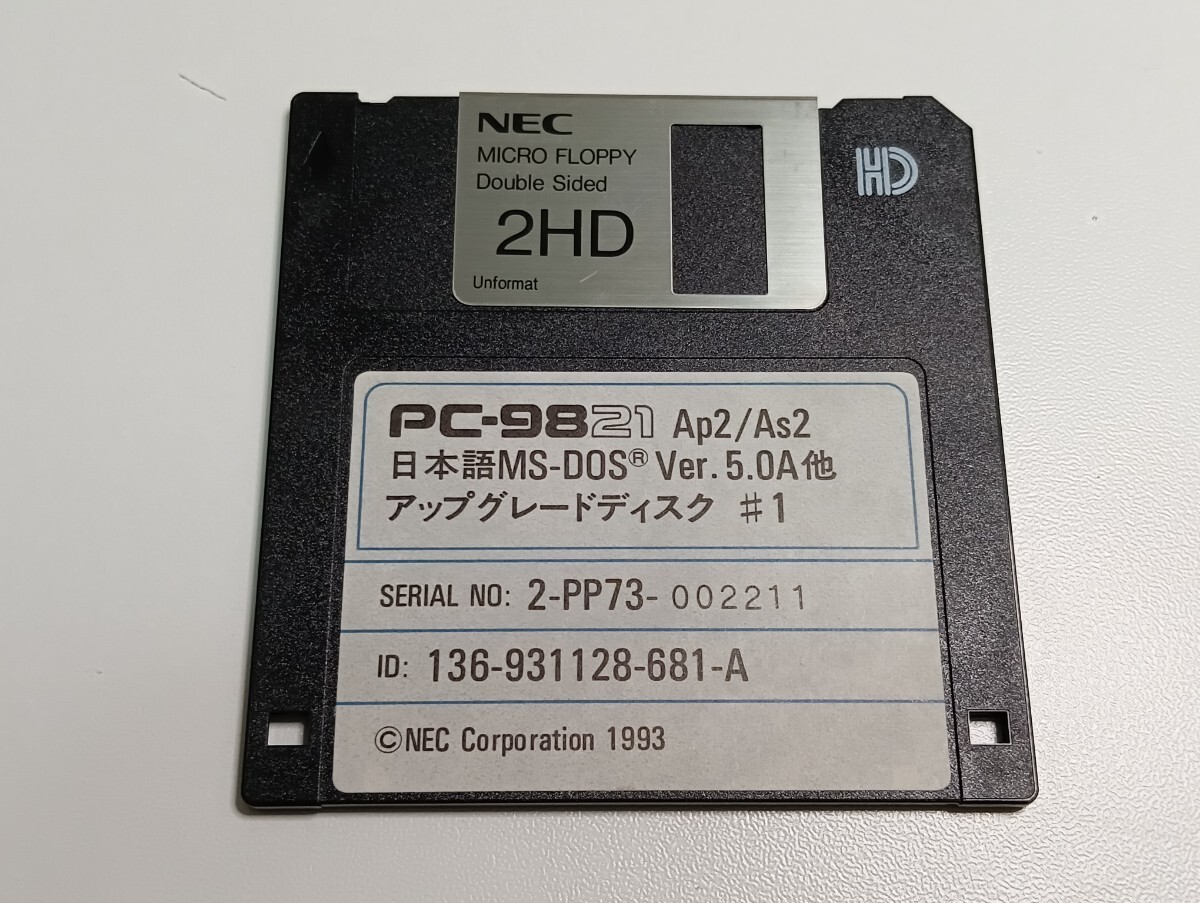 NEC
MICRO FLOPPY
Double Sided
2HD
Unformat
HD
PC-9821 Ap2/As2
日本語MS-DOS® Ver.5.0A他
アップグレードディスク ♯1
SERIAL NO: 2-PP73-002211
ID: 136-931128-681-A
©NEC Corporation 1993